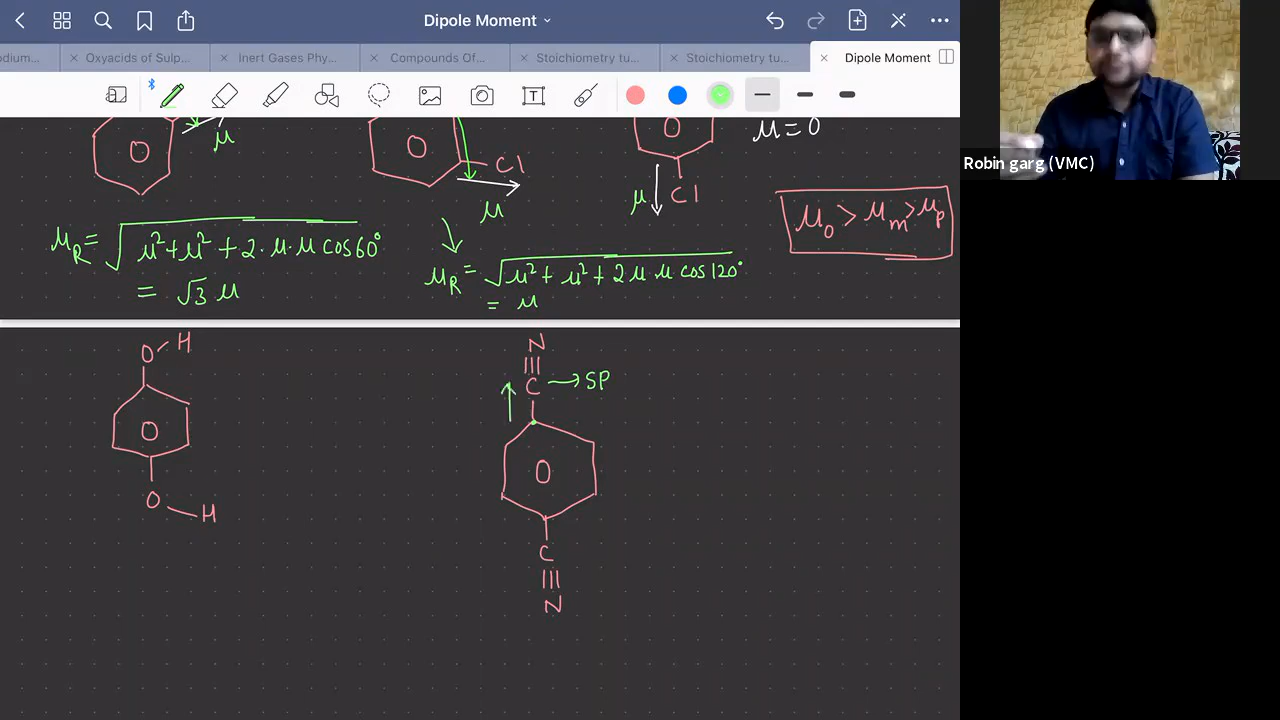 Dipole Moment
odium...
Oxyacids of Sulp...
Inert Gases Phy...
Compounds Of...
Stoichiometry tu...
Stoichiometry tu...
Dipole Moment
T
Robin garg (VMC)
μ
Cl
μ
μ
Cl
μ = 0
μR = √μ² + μ² + 2 · μ · μ cos 60°
= √3 μ
μR = √μ² + μ² + 2 μ μ cos 120°
= μ
μo > μm > μp
O H
O H
N
C → SP
C
N